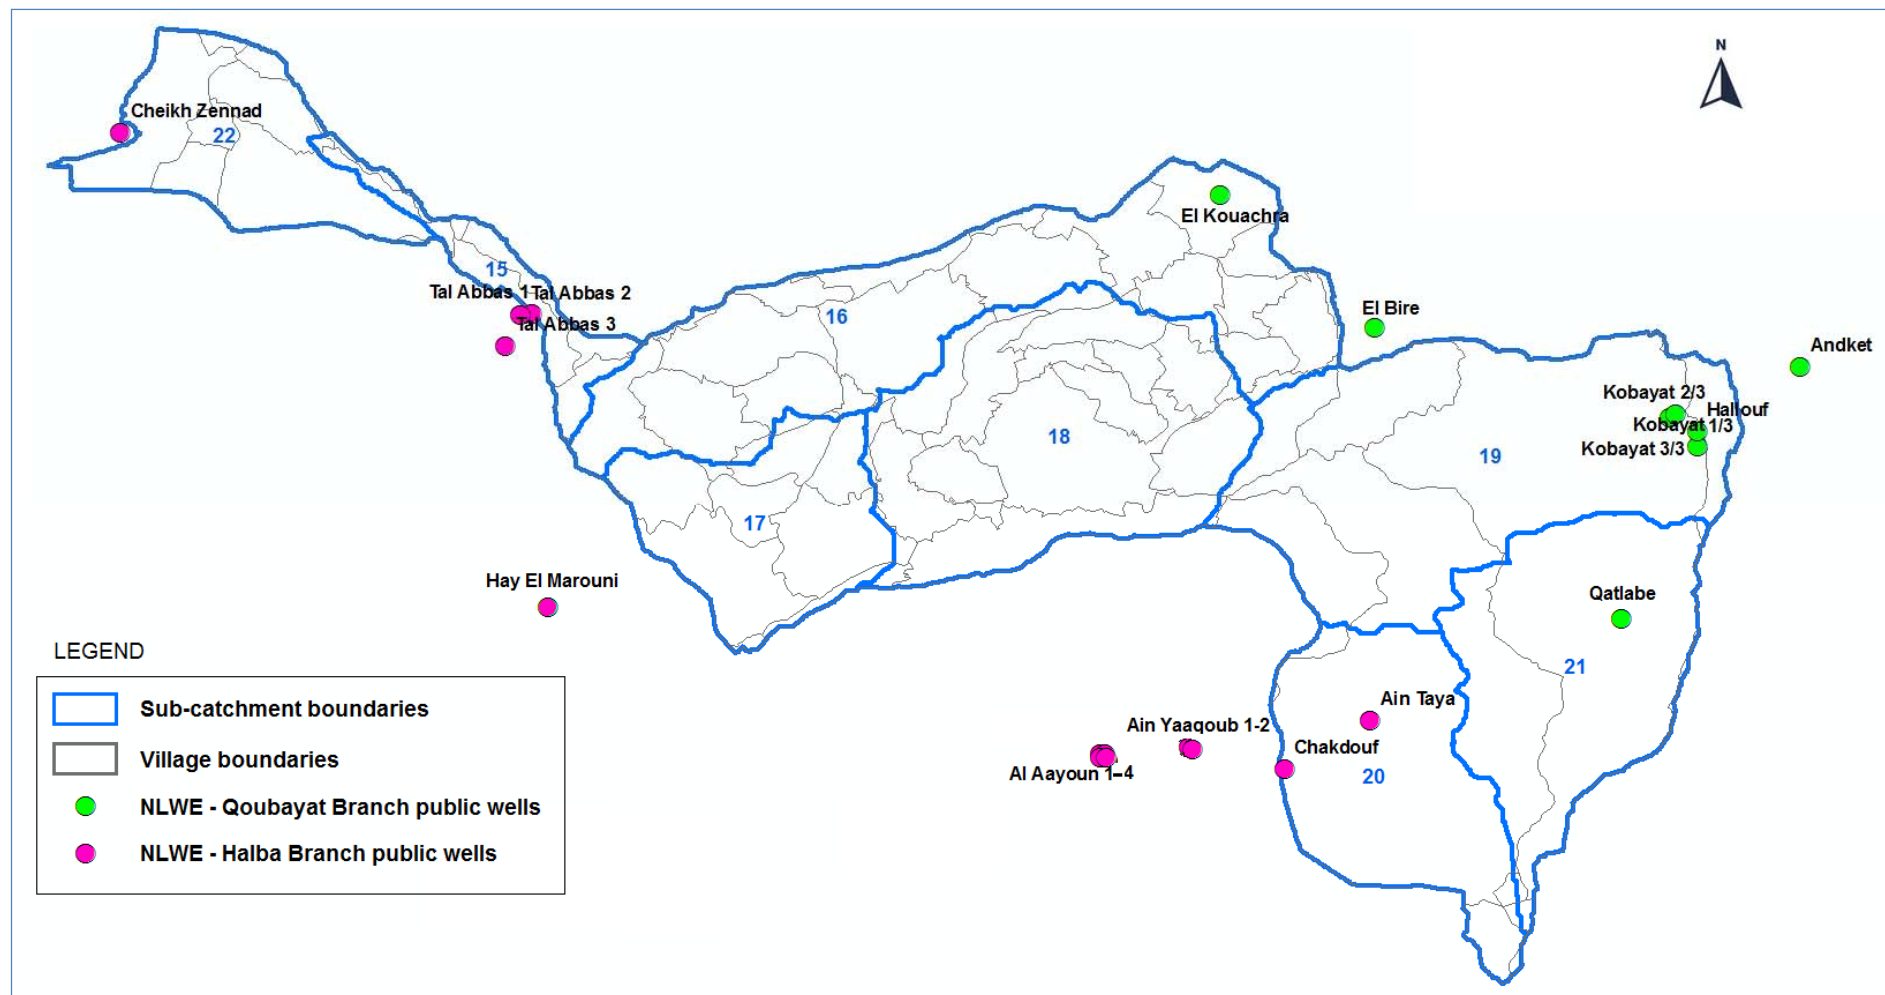 N
Cheikh Zennad
22
El Kouachra
15
Tal Abbas 1
Tal Abbas 2
Tal Abbas 3
16
El Bire
Andket
Kobayat 2/3
Hallouf
Kobayat 1/3
Kobayat 3/3
18
19
17
Hay El Marouni
Qatlabe
21
Ain Taya
Ain Yaaqoub 1-2
Chakdouf
Al Aayoun 1–4
20
LEGEND
Sub-catchment boundaries
Village boundaries
NLWE - Qoubayat Branch public wells
NLWE - Halba Branch public wells